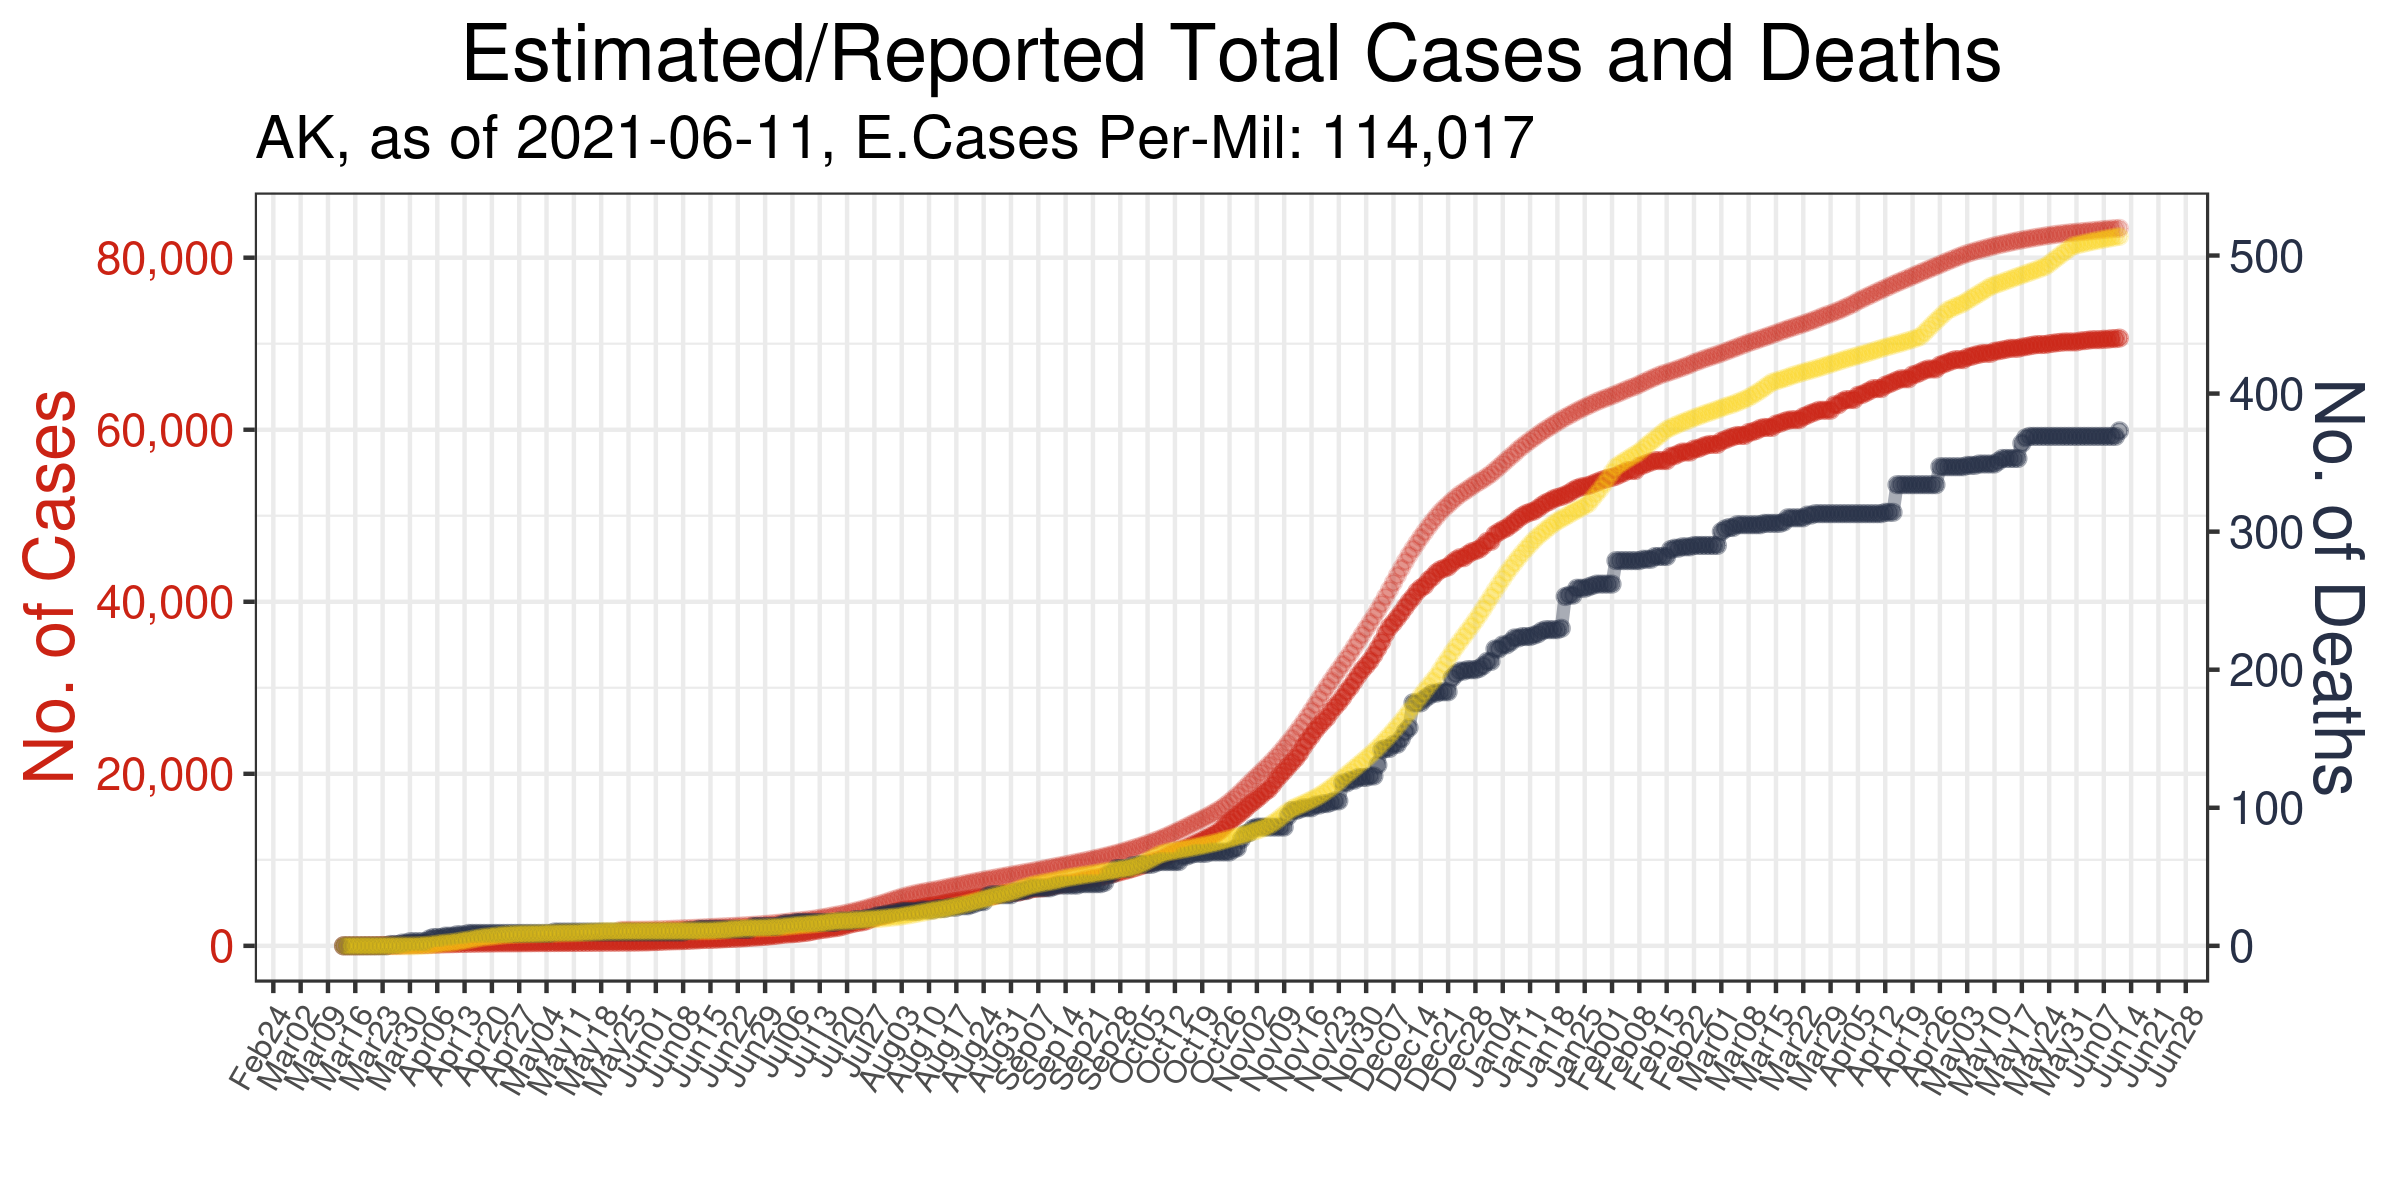 Estimated/Reported Total Cases and Deaths
AK, as of 2021-06-11, E.Cases Per-Mil: 114,017
No. of Cases
80,000
60,000
40,000
20,000
0
500
400
300
200
100
0
No. of Deaths
Feb24
Mar02
Mar09
Mar16
Mar23
Mar30
Apr06
Apr13
Apr20
Apr27
May04
May11
May18
May25
Jun01
Jun08
Jun15
Jun22
Jun29
Jul06
Jul13
Jul20
Jul27
Aug03
Aug10
Aug17
Aug24
Aug31
Sep07
Sep14
Sep21
Sep28
Oct05
Oct12
Oct19
Oct26
Nov02
Nov09
Nov16
Nov23
Nov30
Dec07
Dec14
Dec21
Dec28
Jan04
Jan11
Jan18
Jan25
Feb01
Feb08
Feb15
Feb22
Mar01
Mar08
Mar15
Mar22
Mar29
Apr05
Apr12
Apr19
Apr26
May03
May10
May17
May24
May31
Jun07
Jun14
Jun21
Jun28